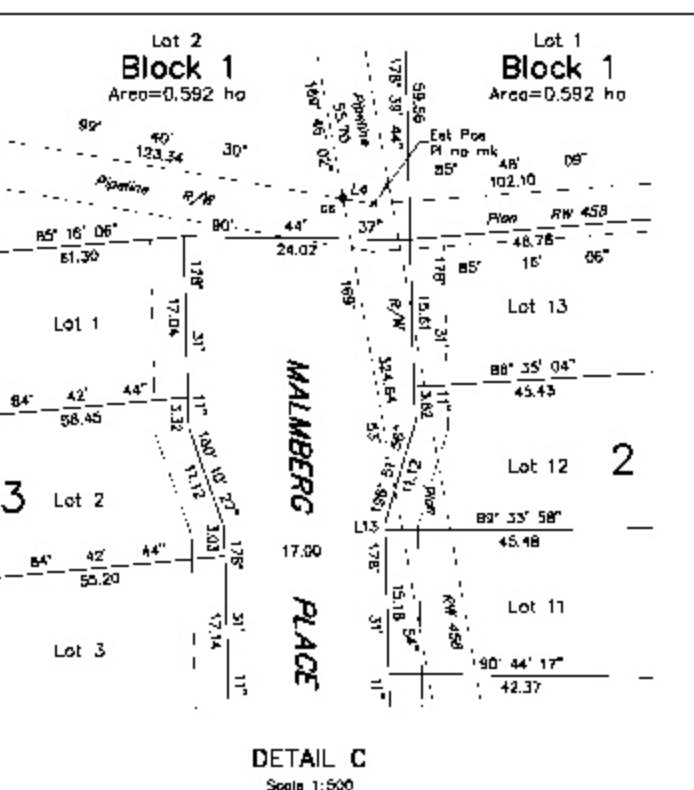 Lot 2
Block 1
Area=0.592 ha
Lot 1
Block 1
Area=0.592 ha
99° 40' 30"
123.34
169° 46' 02"
55.70
Pipeline
178° 39' 44"
59.56
Est Pos
Pl no mk
85° 48' 09"
102.10
Pipeline R/W
L4
90° 44' 37"
24.02
Plan RW 458
85° 16' 06"
61.30
48.78
85° 16' 06"
Lot 1
178° 31' 11"
17.04
169°
R/W
15.61
178° 31' 11"
Lot 13
324.64
88° 35' 04"
45.43
84° 42' 44"
58.45
3.32
3.62
MALMBERG
PLACE
3
Lot 2
160° 10' 27"
11.12
11.12
Plan
Lot 12
2
L13
89° 33' 58"
45.48
3.03
17.00
84° 42' 44"
55.20
178° 31' 11"
17.14
178° 31' 11"
15.18
54"
RW 458
Lot 11
Lot 3
90° 44' 17"
42.37
DETAIL C
Scale 1:500